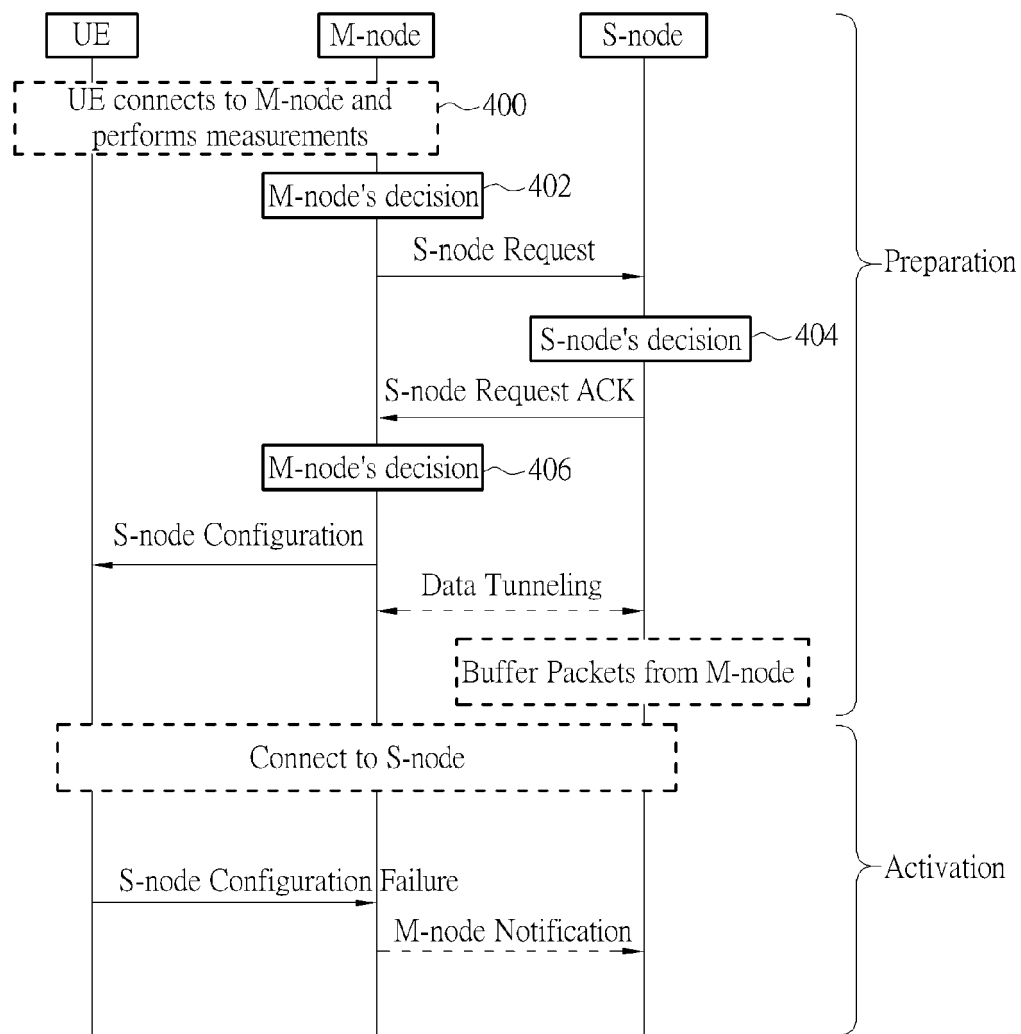 UE
M-node
S-node
UE connects to M-node and
performs measurements
400
M-node's decision
402
S-node Request
Preparation
S-node's decision
404
S-node Request ACK
M-node's decision
406
S-node Configuration
Data Tunneling
Buffer Packets from M-node
Connect to S-node
Activation
S-node Configuration Failure
M-node Notification